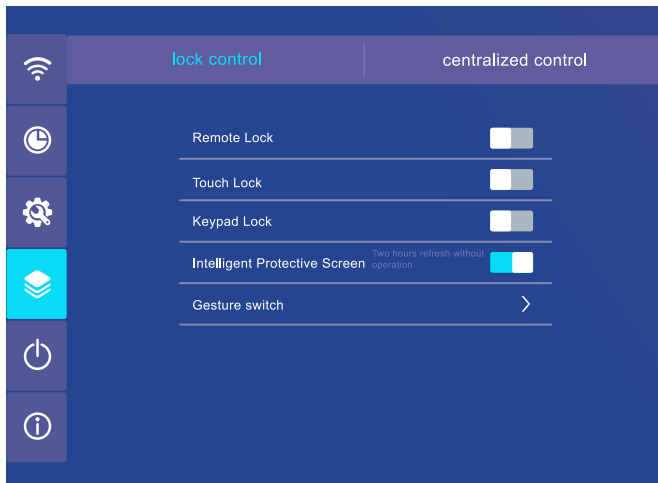 lock control
centralized control
Remote Lock
Touch Lock
Keypad Lock
Intelligent Protective Screen
Two hours refresh without
operation
Gesture switch